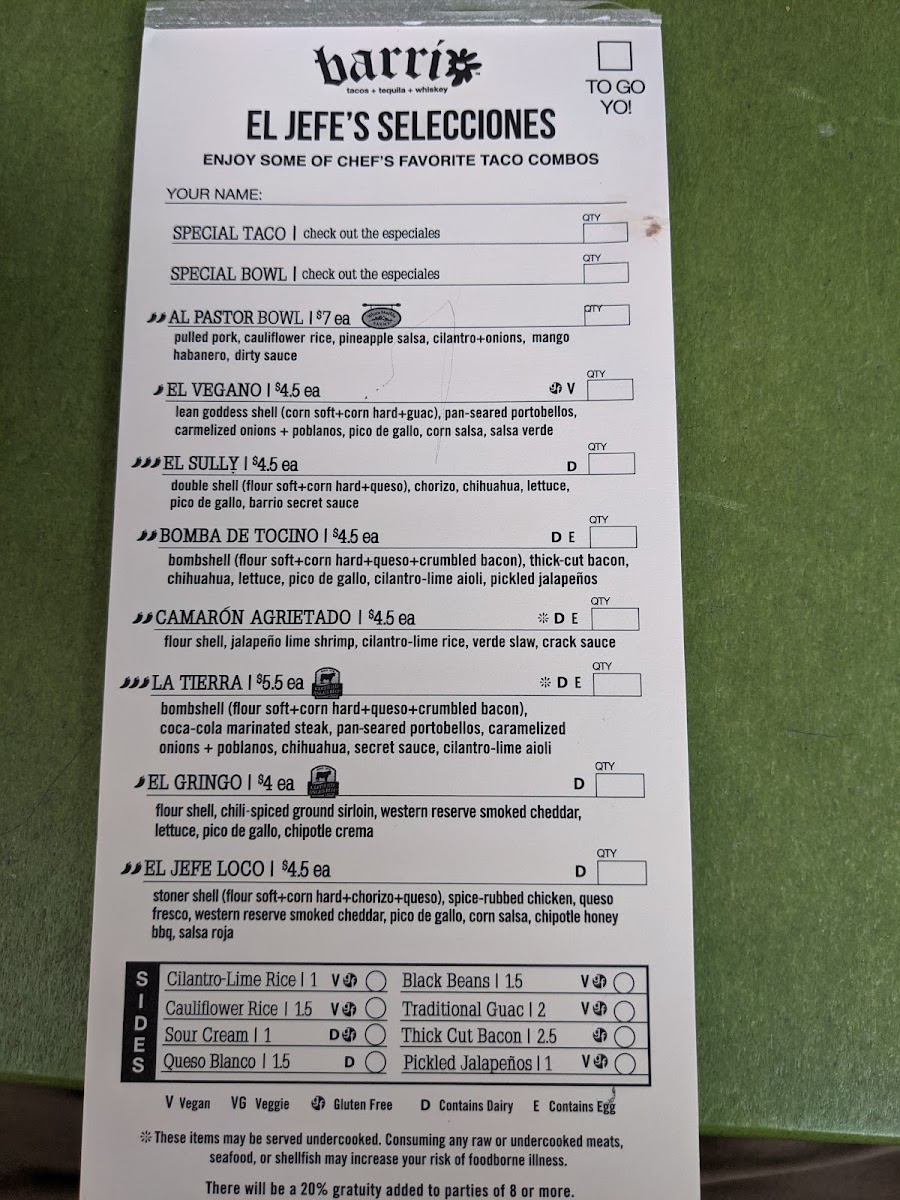 barrio
tacos + tequila + whiskey
TO GO
YO!
EL JEFE'S SELECCIONES
ENJOY SOME OF CHEF'S FAVORITE TACO COMBOS
YOUR NAME:
QTY
SPECIAL TACO | check out the especiales
QTY
SPECIAL BOWL | check out the especiales
QTY
AL PASTOR BOWL | $7 ea
pulled pork, cauliflower rice, pineapple salsa, cilantro+onions, mango
habanero, dirty sauce
QTY
EL VEGANO | $4.5 ea GF V
lean goddess shell (corn soft+corn hard+guac), pan-seared portobellos,
carmelized onions + poblanos, pico de gallo, corn salsa, salsa verde
QTY
EL SULLY | $4.5 ea D
double shell (flour soft+corn hard+queso), chorizo, chihuahua, lettuce,
pico de gallo, barrio secret sauce
QTY
BOMBA DE TOCINO | $4.5 ea D E
bombshell (flour soft+corn hard+queso+crumbled bacon), thick-cut bacon,
chihuahua, lettuce, pico de gallo, cilantro-lime aioli, pickled jalapeños
QTY
CAMARÓN AGRIETADO | $4.5 ea ❊ D E
flour shell, jalapeño lime shrimp, cilantro-lime rice, verde slaw, crack sauce
QTY
LA TIERRA | $5.5 ea ❊ D E
bombshell (flour soft+corn hard+queso+crumbled bacon),
coca-cola marinated steak, pan-seared portobellos, caramelized
onions + poblanos, chihuahua, secret sauce, cilantro-lime aioli
QTY
EL GRINGO | $4 ea D
flour shell, chili-spiced ground sirloin, western reserve smoked cheddar,
lettuce, pico de gallo, chipotle crema
QTY
EL JEFE LOCO | $4.5 ea D
stoner shell (flour soft+corn hard+chorizo+queso), spice-rubbed chicken, queso
fresco, western reserve smoked cheddar, pico de gallo, corn salsa, chipotle honey
bbq, salsa roja
SIDES
Cilantro-Lime Rice | 1 V GF Black Beans | 1.5 V GF
Cauliflower Rice | 1.5 V GF Traditional Guac | 2 V GF
Sour Cream | 1 D GF Thick Cut Bacon | 2.5 GF
Queso Blanco | 1.5 D Pickled Jalapeños | 1 V GF
V Vegan VG Veggie GF Gluten Free D Contains Dairy E Contains Egg
❊ These items may be served undercooked. Consuming any raw or undercooked meats,
seafood, or shellfish may increase your risk of foodborne illness.
There will be a 20% gratuity added to parties of 8 or more.